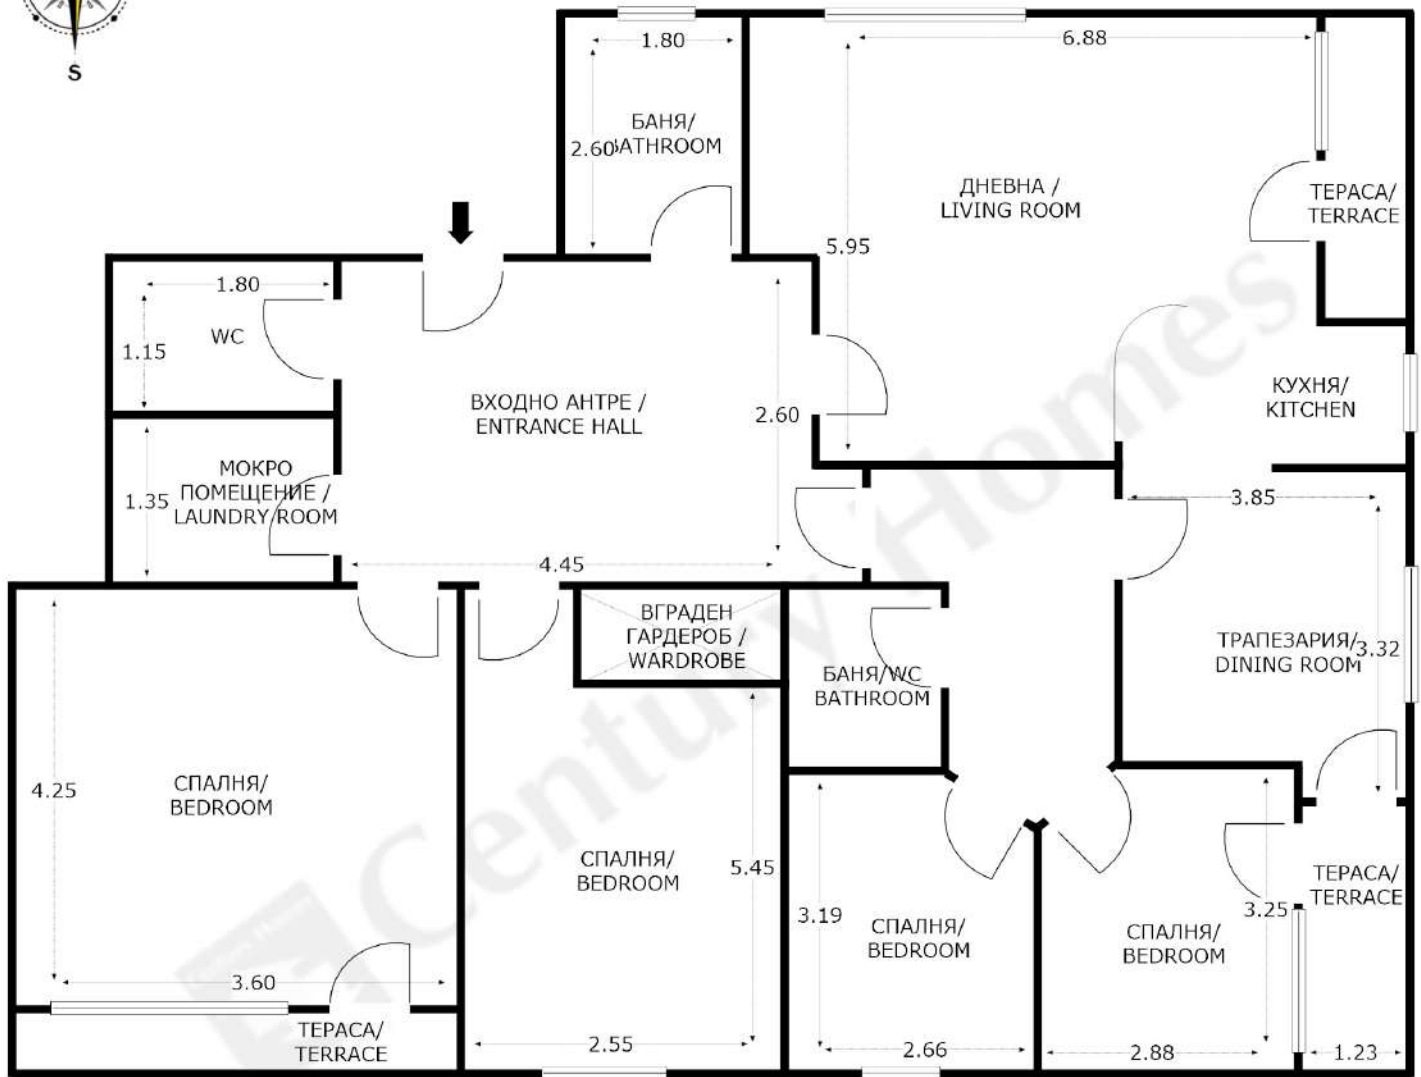 S
1.80
6.88
БАНЯ/
BATHROOM
2.60
ДНЕВНА /
LIVING ROOM
ТЕРАСА/
TERRACE
5.95
1.80
WC
1.15
2.60
ВХОДНО АНТРЕ /
ENTRANCE HALL
КУХНЯ/
KITCHEN
МОКРО
ПОМЕЩЕНИЕ /
LAUNDRY ROOM
1.35
3.85
4.45
ВГРАДЕН
ГАРДЕРОБ /
WARDROBE
ТРАПЕЗАРИЯ/
DINING ROOM
3.32
БАНЯ/WC
BATHROOM
4.25
СПАЛНЯ/
BEDROOM
СПАЛНЯ/
BEDROOM
5.45
ТЕРАСА/
TERRACE
3.19
СПАЛНЯ/
BEDROOM
3.25
СПАЛНЯ/
BEDROOM
3.60
ТЕРАСА/
TERRACE
2.55
2.66
2.88
1.23
Century Homes